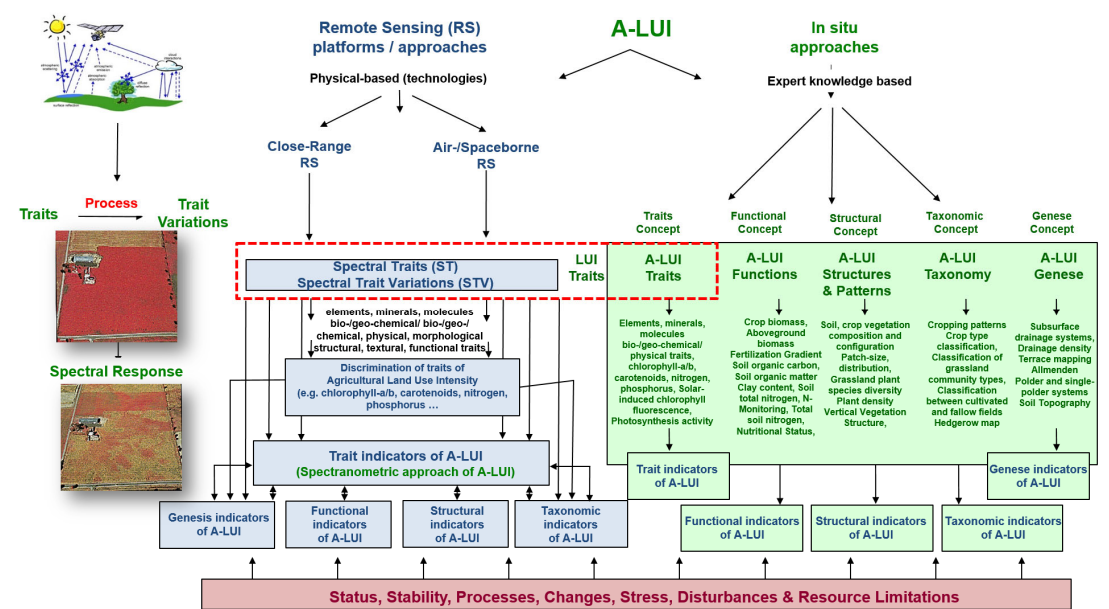 Remote Sensing (RS)
platforms / approaches
A-LUI
In situ
approaches
Physical-based (technologies)
Expert knowledge based
Close-Range
RS
Air-/Spaceborne
RS
Process
Traits
Trait
Variations
Spectral Response
Traits
Concept
Functional
Concept
Structural
Concept
Taxonomic
Concept
Genese
Concept
Spectral Traits (ST)
Spectral Trait Variations (STV)
LUI
Traits
A-LUI
Traits
A-LUI
Functions
A-LUI
Structures
& Patterns
A-LUI
Taxonomy
A-LUI
Genese
elements, minerals, molecules
bio-/geo-chemical/ bio-/geo-/
chemical, physical, morphological
structural, textural, functional traits
Discrimination of traits of
Agricultural Land Use Intensity
(e.g. chlorophyll-a/b, carotenoids, nitrogen,
phosphorus …
Elements, minerals,
molecules
bio-/geo-chemical/
physical traits,
chlorophyll-a/b,
carotenoids, nitrogen,
phosphorus, Solar-
induced chlorophyll
fluorescence,
Photosynthesis activity
Crop biomass,
Aboveground
biomass
Fertilization Gradient
Soil organic carbon,
Soil organic matter
Clay content, Soil
total nitrogen, N-
Monitoring, Total
soil nitrogen,
Nutritional Status,
Soil, crop vegetation
composition and
configuration
Patch-size,
distribution,
Grassland plant
species diversity
Plant density
Vertical Vegetation
Structure,
Cropping patterns
Crop type
classification,
Classification of
grassland
community types,
Classification
between cultivated
and fallow fields
Hedgerow map
Subsurface
drainage systems,
Drainage density
Terrace mapping
Allmenden
Polder and single-
polder systems
Soil Topography
Trait indicators of A-LUI
(Spectranometric approach of A-LUI)
Trait indicators
of A-LUI
Genese indicators
of A-LUI
Genesis indicators
of A-LUI
Functional
indicators
of A-LUI
Structural
indicators
of A-LUI
Taxonomic
indicators
of A-LUI
Functional indicators
of A-LUI
Structural indicators
of A-LUI
Taxonomic indicators
of A-LUI
Status, Stability, Processes, Changes, Stress, Disturbances & Resource Limitations